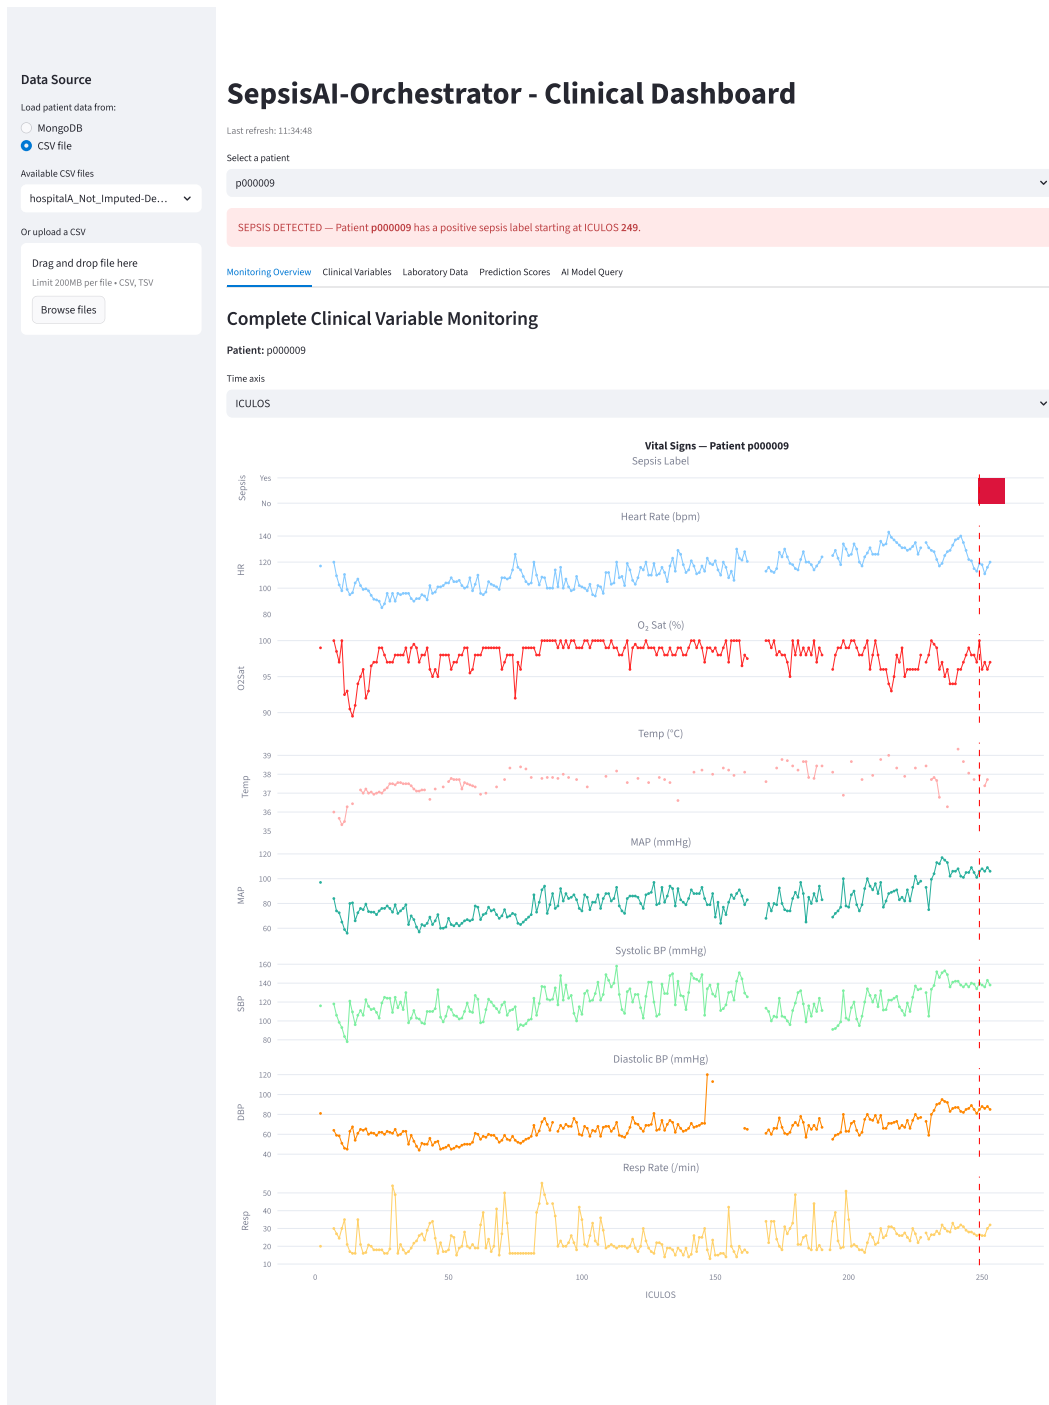 Data Source
Load patient data from:
MongoDB
CSV file
Available CSV files
hospitalA_Not_Imputed-De...
Or upload a CSV
Drag and drop file here
Limit 200MB per file • CSV, TSV
Browse files
SepsisAI-Orchestrator - Clinical Dashboard
Last refresh: 11:34:48
Select a patient
p000009
SEPSIS DETECTED — Patient p000009 has a positive sepsis label starting at ICULOS 249.
Monitoring Overview Clinical Variables Laboratory Data Prediction Scores AI Model Query
Complete Clinical Variable Monitoring
Patient: p000009
Time axis
ICULOS
Vital Signs — Patient p000009
Sepsis Label
Sepsis
Yes
No
Heart Rate (bpm)
HR
140
120
100
80
O₂ Sat (%)
O2Sat
100
95
90
Temp (°C)
Temp
39
38
37
36
35
MAP (mmHg)
MAP
120
100
80
60
Systolic BP (mmHg)
SBP
160
140
120
100
80
Diastolic BP (mmHg)
DBP
120
100
80
60
40
Resp Rate (/min)
Resp
50
40
30
20
10
0 50 100 150 200 250
ICULOS